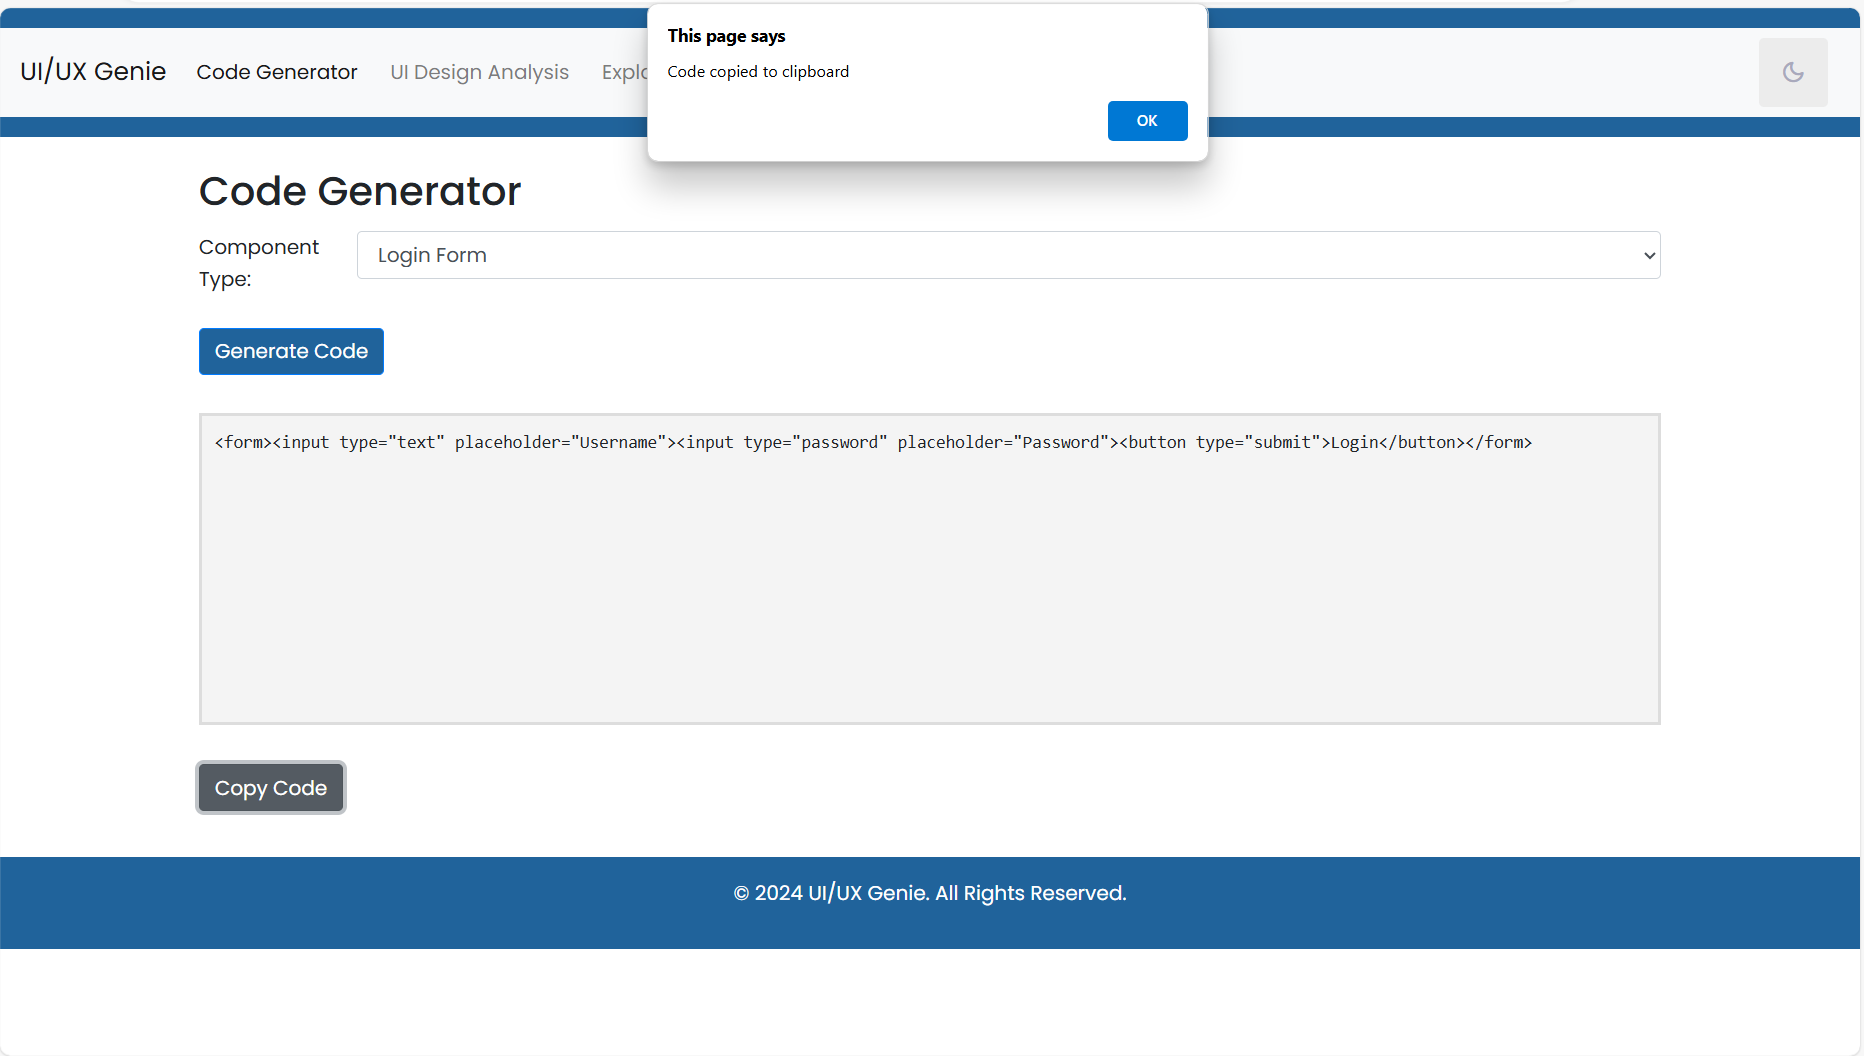 This page says
Code copied to clipboard
OK
UI/UX Genie Code Generator UI Design Analysis
Code Generator
Component
Type:
Login Form
Generate Code
<form><input type="text" placeholder="Username"><input type="password" placeholder="Password"><button type="submit">Login</button></form>
Copy Code
© 2024 UI/UX Genie. All Rights Reserved.